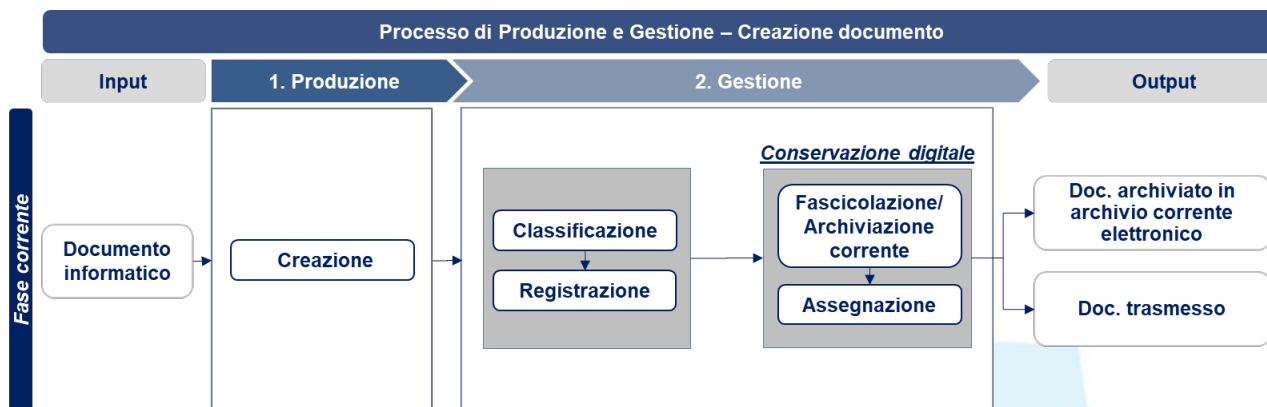 Processo di Produzione e Gestione – Creazione documento
Input
1. Produzione
2. Gestione
Output
Fase corrente
Documento
informatico
Creazione
Classificazione
Registrazione
Conservazione digitale
Fascicolazione/
Archiviazione
corrente
Assegnazione
Doc. archiviato in
archivio corrente
elettronico
Doc. trasmesso